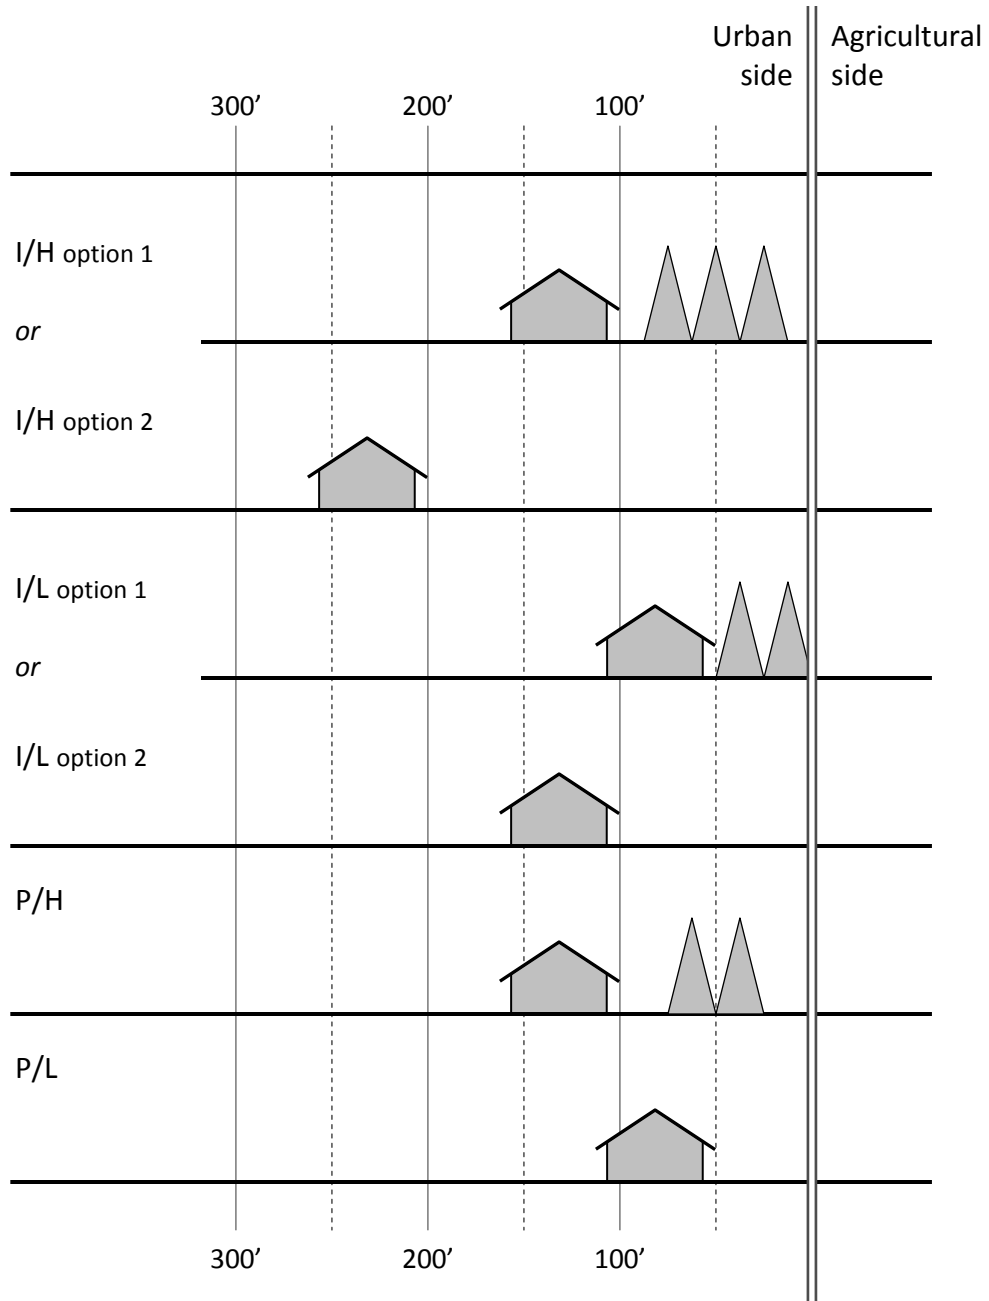 Urban side
Agricultural side
300’ 200’ 100’
I/H option 1
or
I/H option 2
I/L option 1
or
I/L option 2
P/H
P/L
300’ 200’ 100’